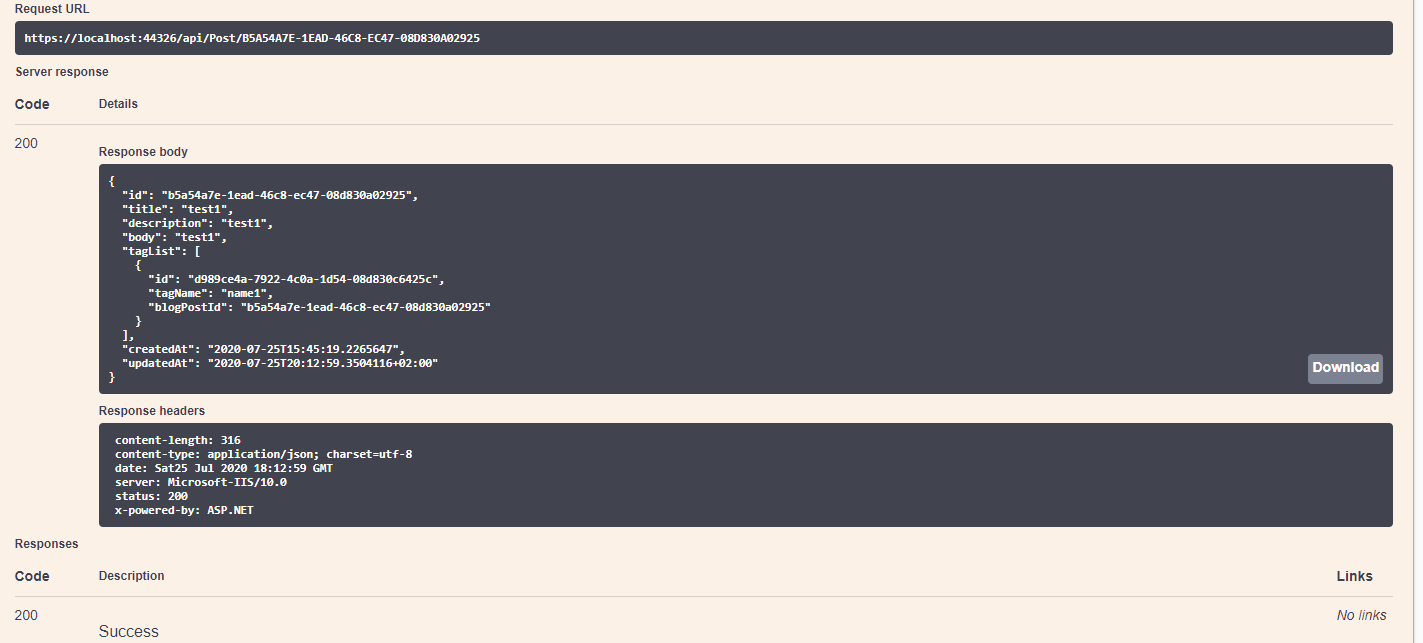 Request URL
https://localhost:44326/api/Post/B5A54A7E-1EAD-46C8-EC47-08D830A02925
Server response
Code Details
200
Response body
{
"id": "b5a54a7e-1ead-46c8-ec47-08d830a02925",
"title": "test1",
"description": "test1",
"body": "test1",
"tagList": [
{
"id": "d989ce4a-7922-4c0a-1d54-08d830c6425c",
"tagName": "name1",
"blogPostId": "b5a54a7e-1ead-46c8-ec47-08d830a02925"
}
],
"createdAt": "2020-07-25T15:45:19.2265647",
"updatedAt": "2020-07-25T20:12:59.3504116+02:00"
}
Download
Response headers
content-length: 316
content-type: application/json; charset=utf-8
date: Sat25 Jul 2020 18:12:59 GMT
server: Microsoft-IIS/10.0
status: 200
x-powered-by: ASP.NET
Responses
Code Description Links
200 No links
Success